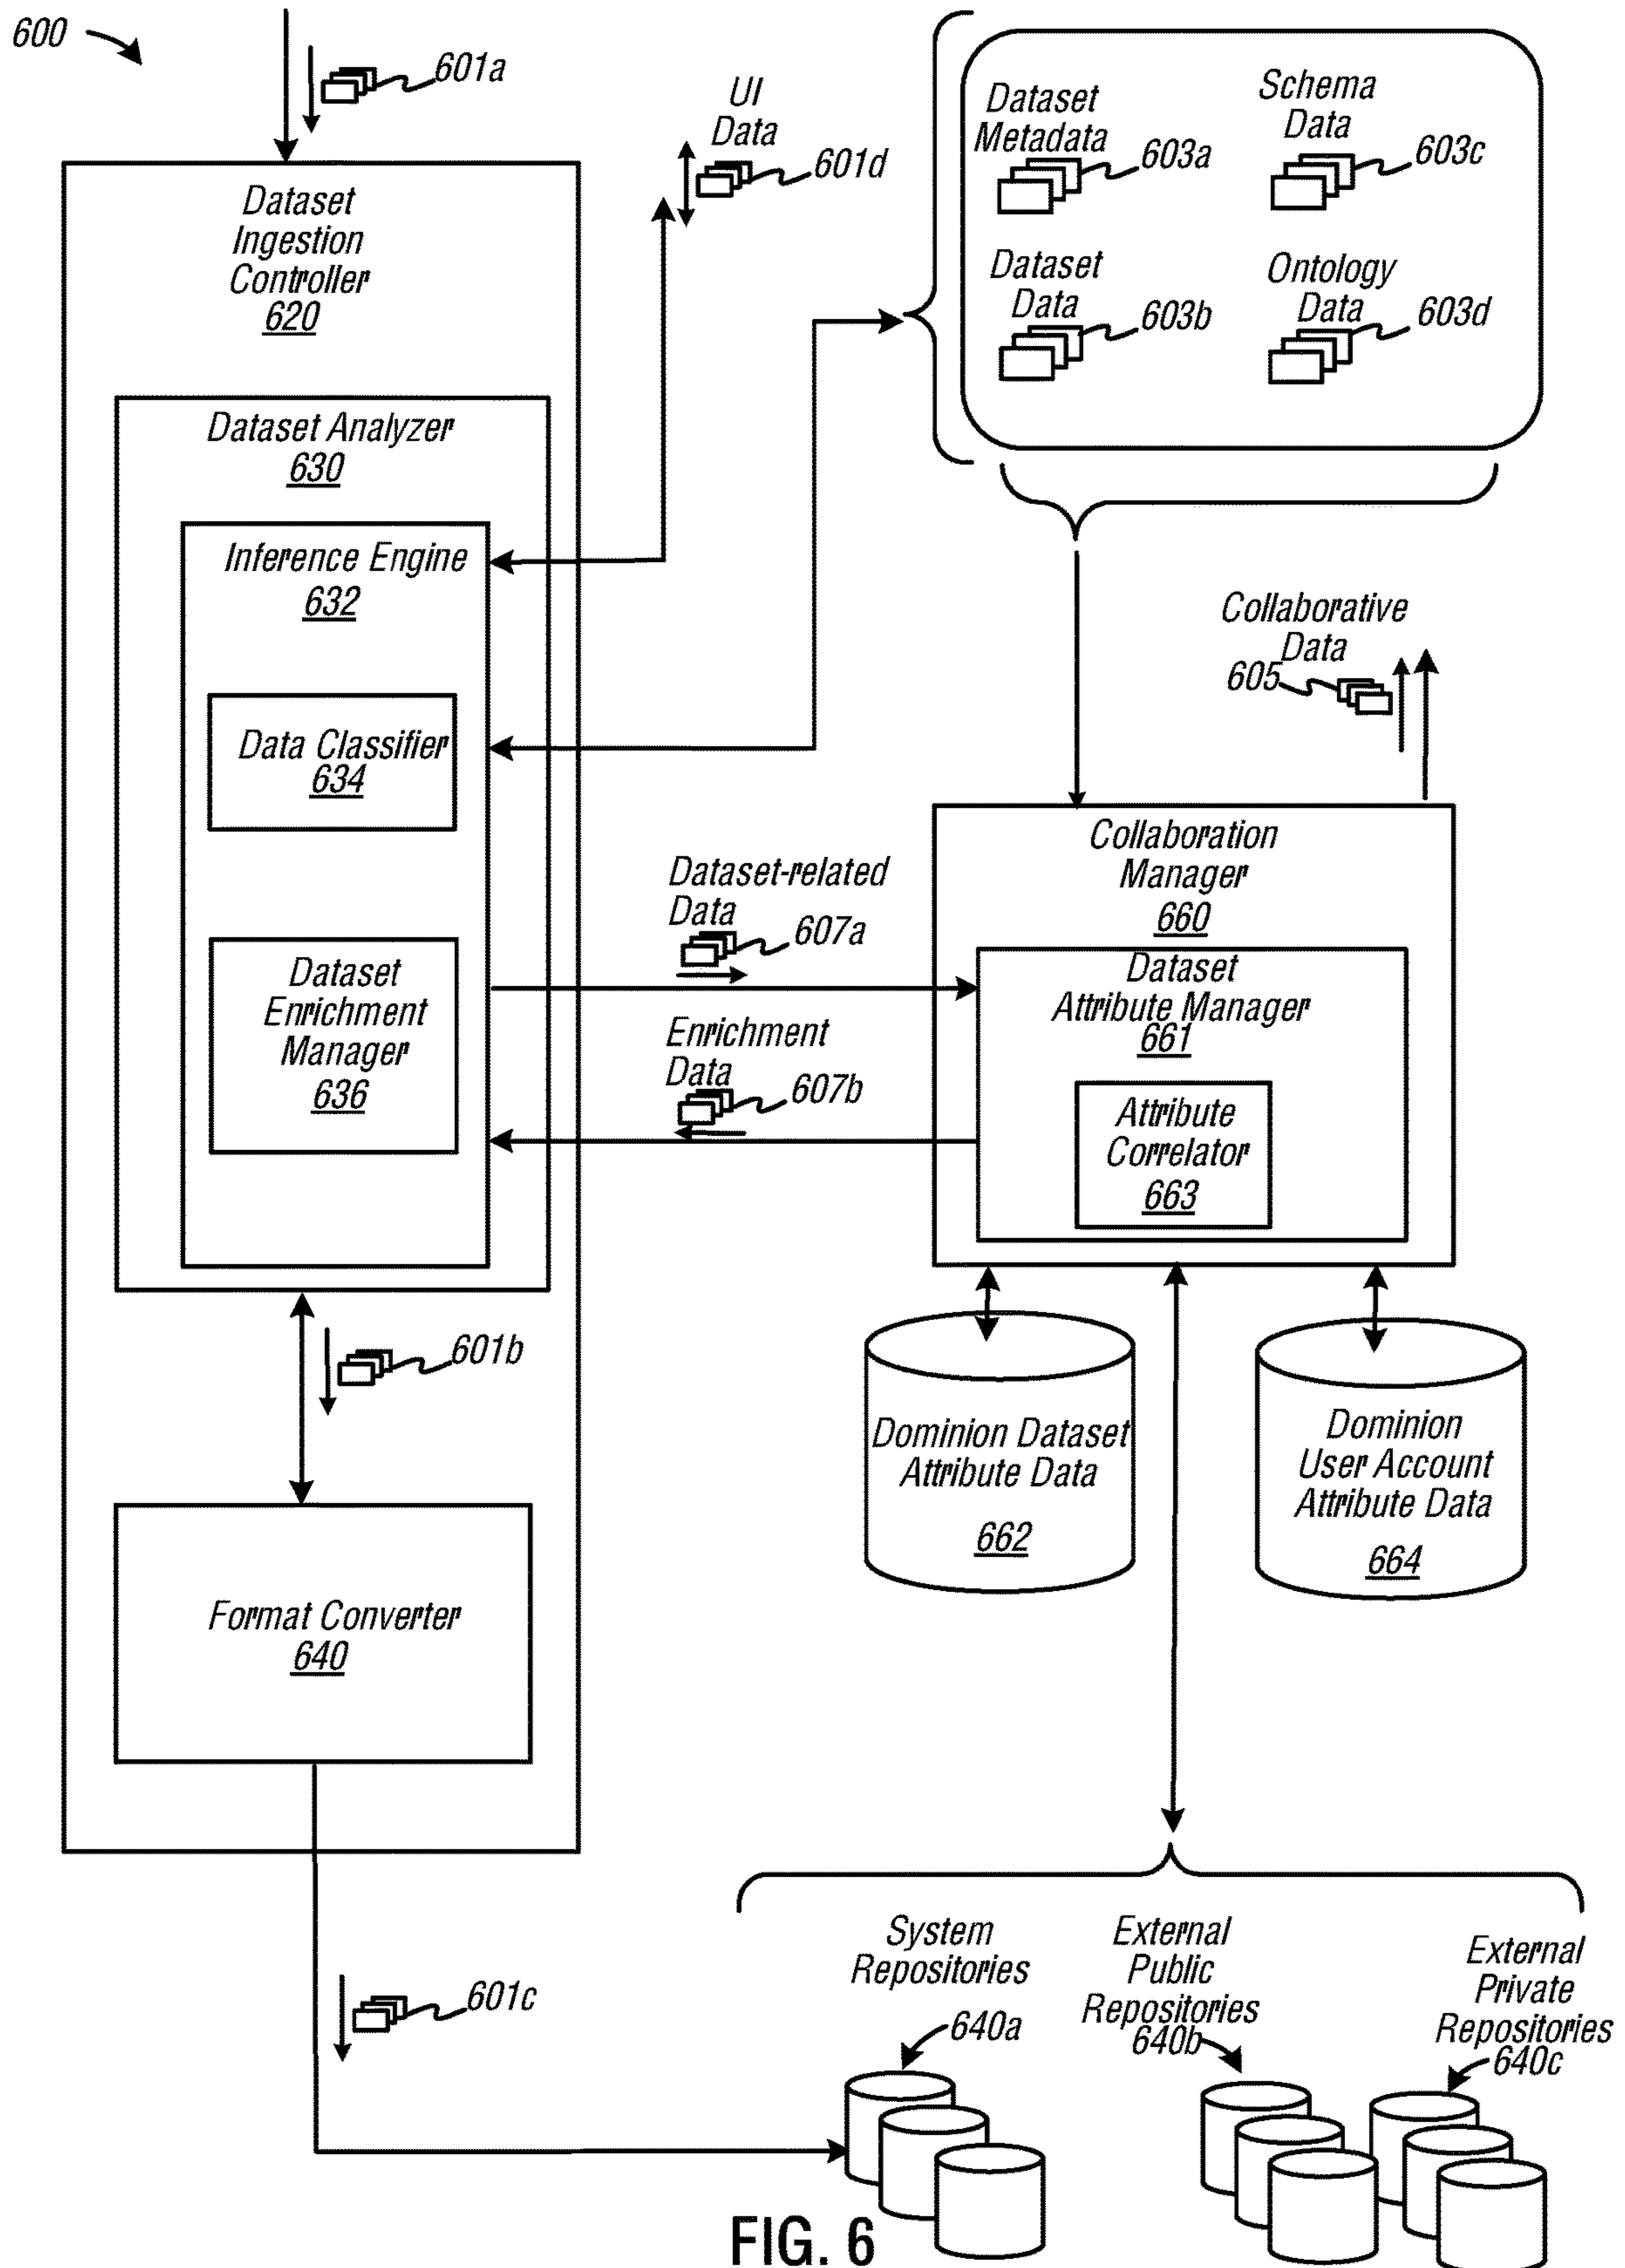 600
601a
Dataset
Ingestion
Controller
620
UI
Data
601d
Dataset
Metadata
603a
Schema
Data
603c
Dataset
Data
603b
Ontology
Data
603d
Dataset Analyzer
630
Inference Engine
632
Data Classifier
634
Dataset
Enrichment
Manager
636
Collaborative
Data
605
Dataset-related
Data
607a
Enrichment
Data
607b
Collaboration
Manager
660
Dataset
Attribute Manager
661
Attribute
Correlator
663
601b
Dominion Dataset
Attribute Data
662
Dominion
User Account
Attribute Data
664
Format Converter
640
601c
System
Repositories
640a
External
Public
Repositories
640b
External
Private
Repositories
640c
FIG. 6